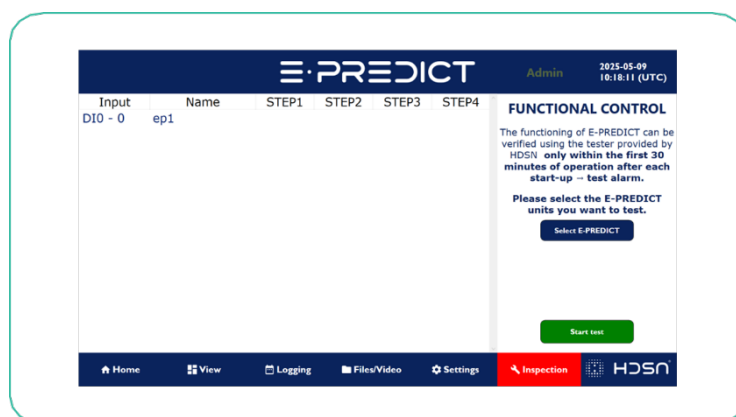 E·PREDICT
Admin
2025-05-09
10:18:11 (UTC)
Input Name STEP1 STEP2 STEP3 STEP4
DI0 - 0 ep1
FUNCTIONAL CONTROL
The functioning of E-PREDICT can be
verified using the tester provided by
HDSN only within the first 30
minutes of operation after each
start-up – test alarm.
Please select the E-PREDICT
units you want to test.
Select E-PREDICT
Start test
Home View Logging Files/Video Settings Inspection HDSN